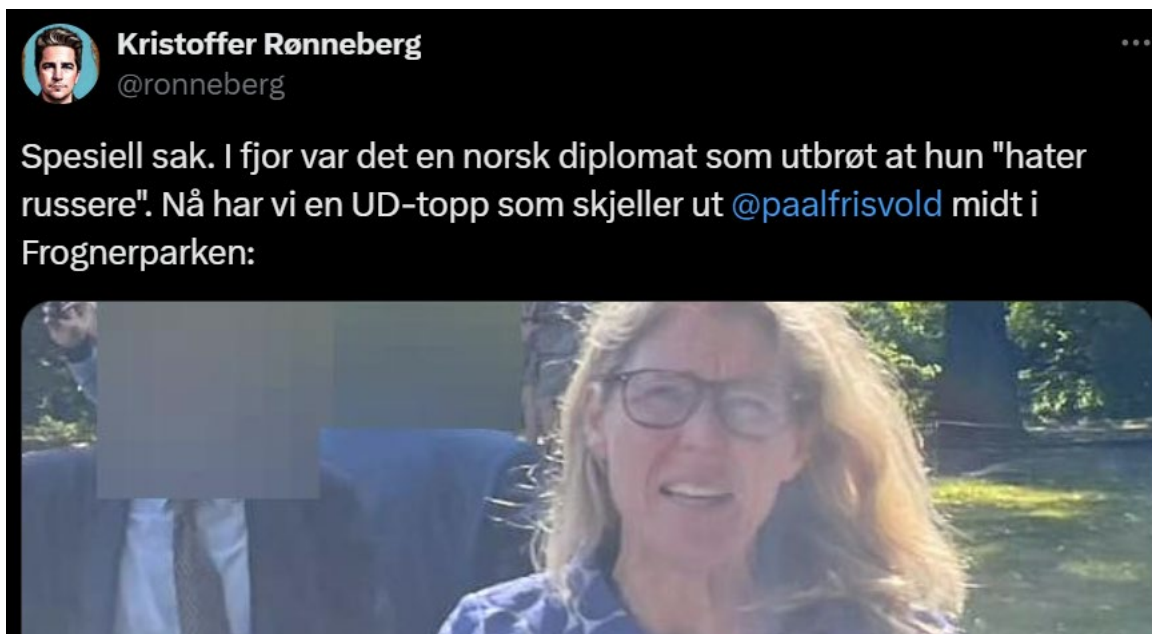 Kristoffer Rønneberg
@ronneberg
Spesiell sak. I fjor var det en norsk diplomat som utbrøt at hun "hater
russere". Nå har vi en UD-topp som skjeller ut @paalfrisvold midt i
Frognerparken: